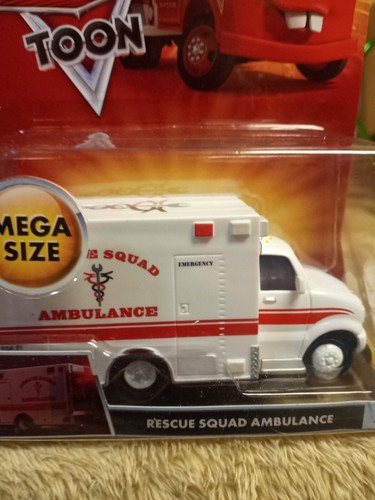 TOON
MEGA
SIZE
E SQUAD
AMBULANCE
EMERGENCY
RESCUE SQUAD AMBULANCE